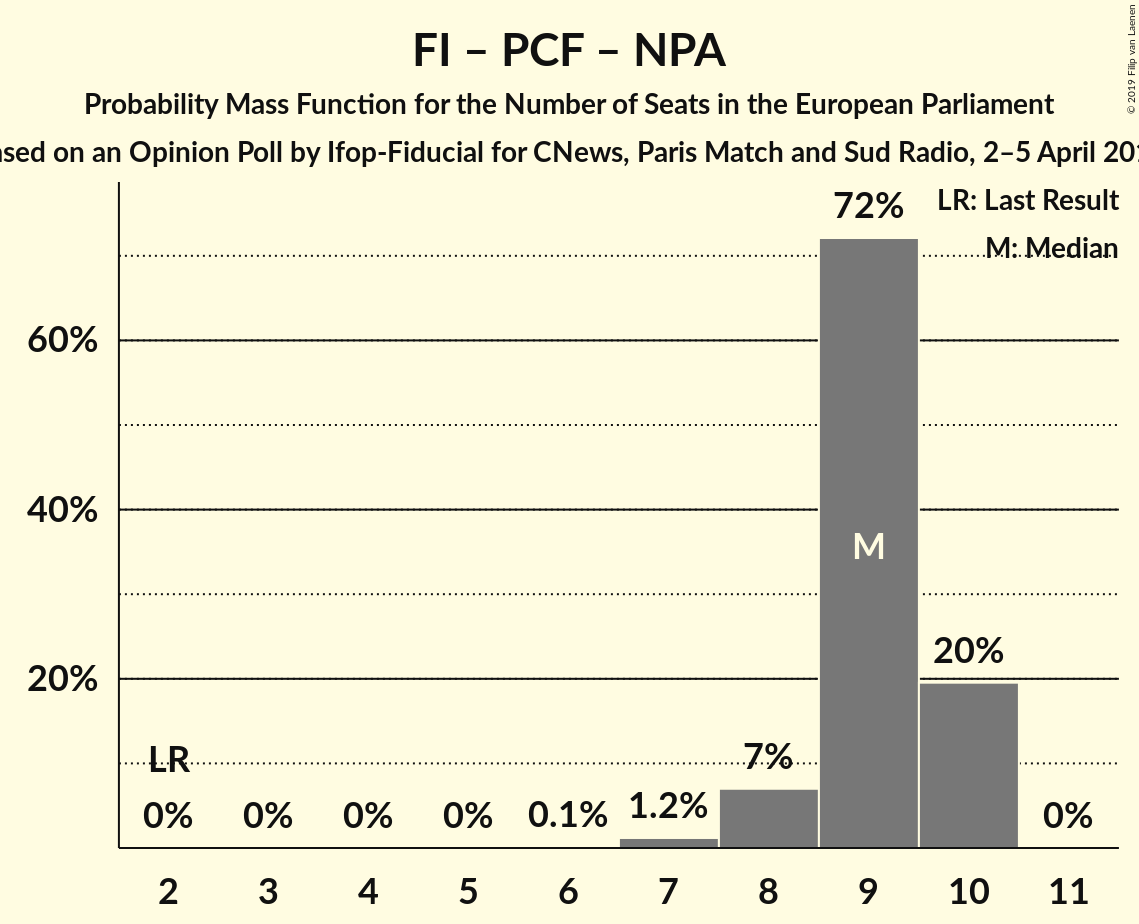 FI – PCF – NPA
Probability Mass Function for the Number of Seats in the European Parliament
on an Opinion Poll by Ifop-Fiducial for CNews, Paris Match and Sud Radio, 2–5 April
© 2019 Filip van Laenen
LR: Last Result
M: Median
72%
60%
40%
M
20%
20%
LR
7%
0% 0% 0% 0% 0.1% 1.2% 0%
2 3 4 5 6 7 8 9 10 11